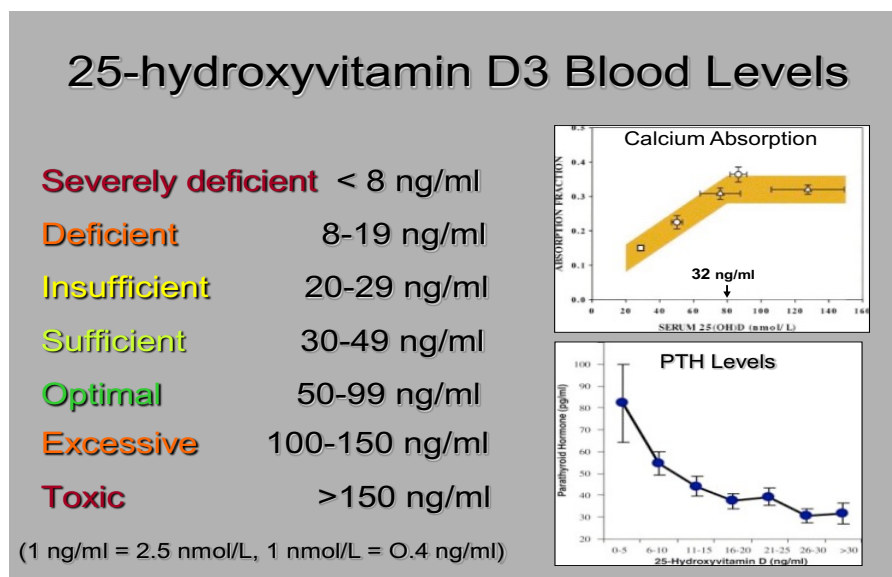 25-hydroxyvitamin D3 Blood Levels
Severely deficient < 8 ng/ml
Deficient 8-19 ng/ml
Insufficient 20-29 ng/ml
Sufficient 30-49 ng/ml
Optimal 50-99 ng/ml
Excessive 100-150 ng/ml
Toxic >150 ng/ml
(1 ng/ml = 2.5 nmol/L, 1 nmol/L = O.4 ng/ml)
Calcium Absorption
ABSORPTION FRACTION
0.5
0.4
0.3
0.2
0.1
0.0
32 ng/ml
0 20 40 60 80 100 120 140 160
SERUM 25(OH)D (nmol/L)
PTH Levels
Parathyroid Hormone (pg/ml)
100
90
80
70
60
50
40
30
20
0-5 6-10 11-15 16-20 21-25 26-30 >30
25-Hydroxyvitamin D (ng/ml)